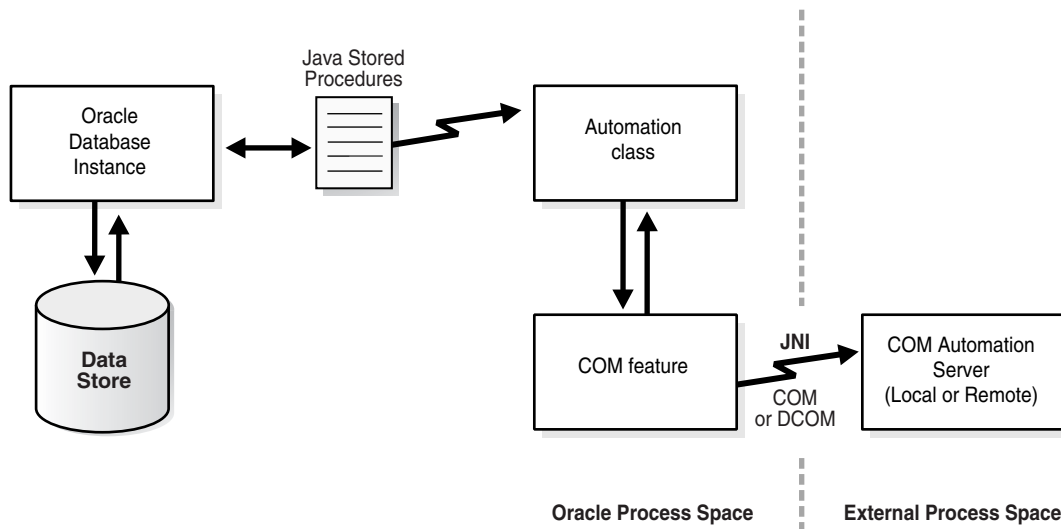 Java Stored
Procedures
Oracle
Database
Instance
Automation
class
Data
Store
COM feature
JNI
COM
or DCOM
COM Automation
Server
(Local or Remote)
Oracle Process Space
External Process Space